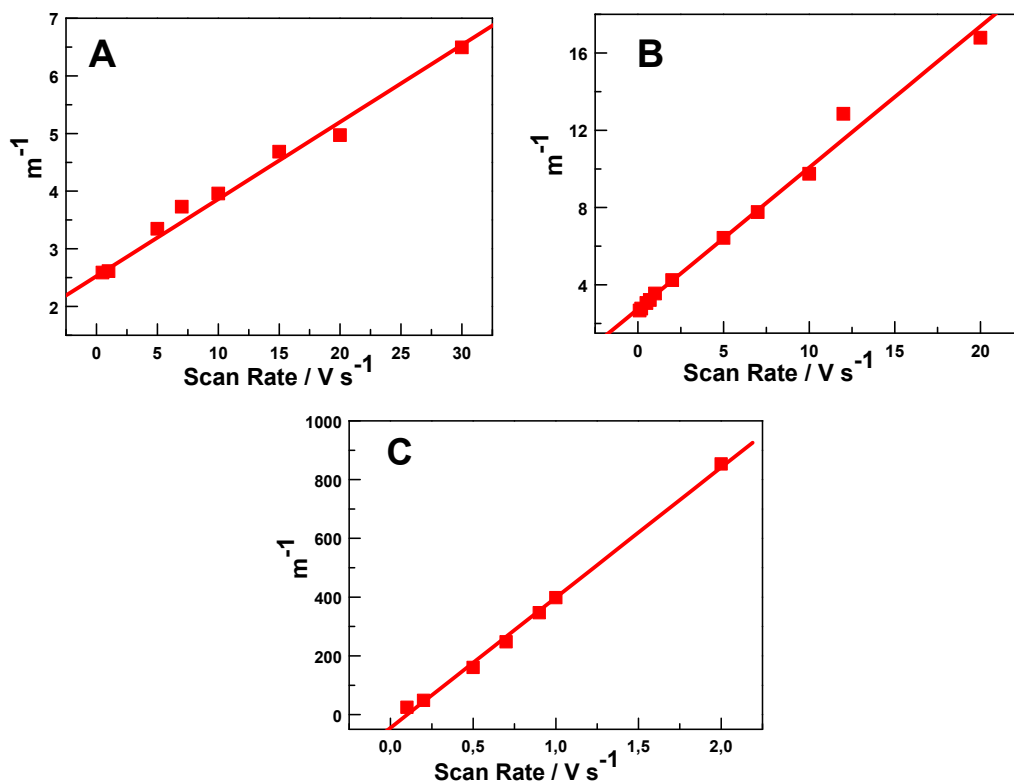 A
m-1
7
6
5
4
3
2
0 5 10 15 20 25 30
Scan Rate / V s-1
B
m-1
16
12
8
4
0 5 10 15 20
Scan Rate / V s-1
C
m-1
1000
800
600
400
200
0
0,0 0,5 1,0 1,5 2,0
Scan Rate / V s-1